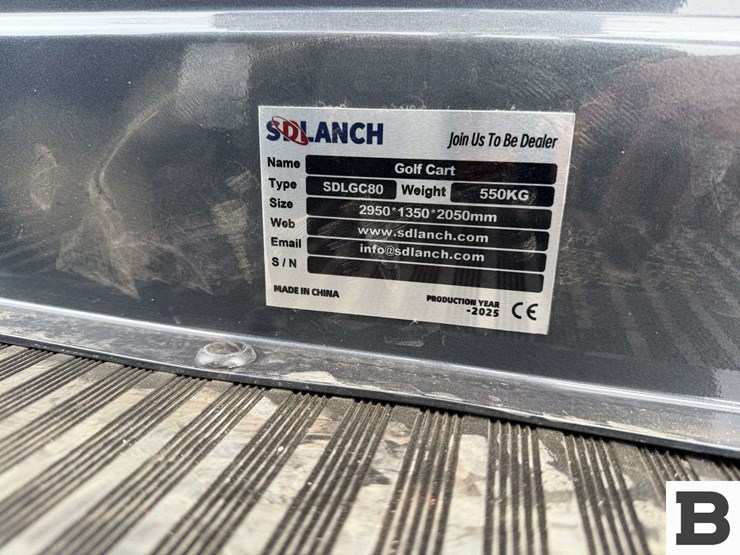 SDLANCH
Join Us To Be Dealer
Name Golf Cart
Type SDLGC80 Weight 550KG
Size 2950*1350*2050mm
Web www.sdlanch.com
Email info@sdlanch.com
S / N
MADE IN CHINA
PRODUCTION YEAR
-2025 CE
B